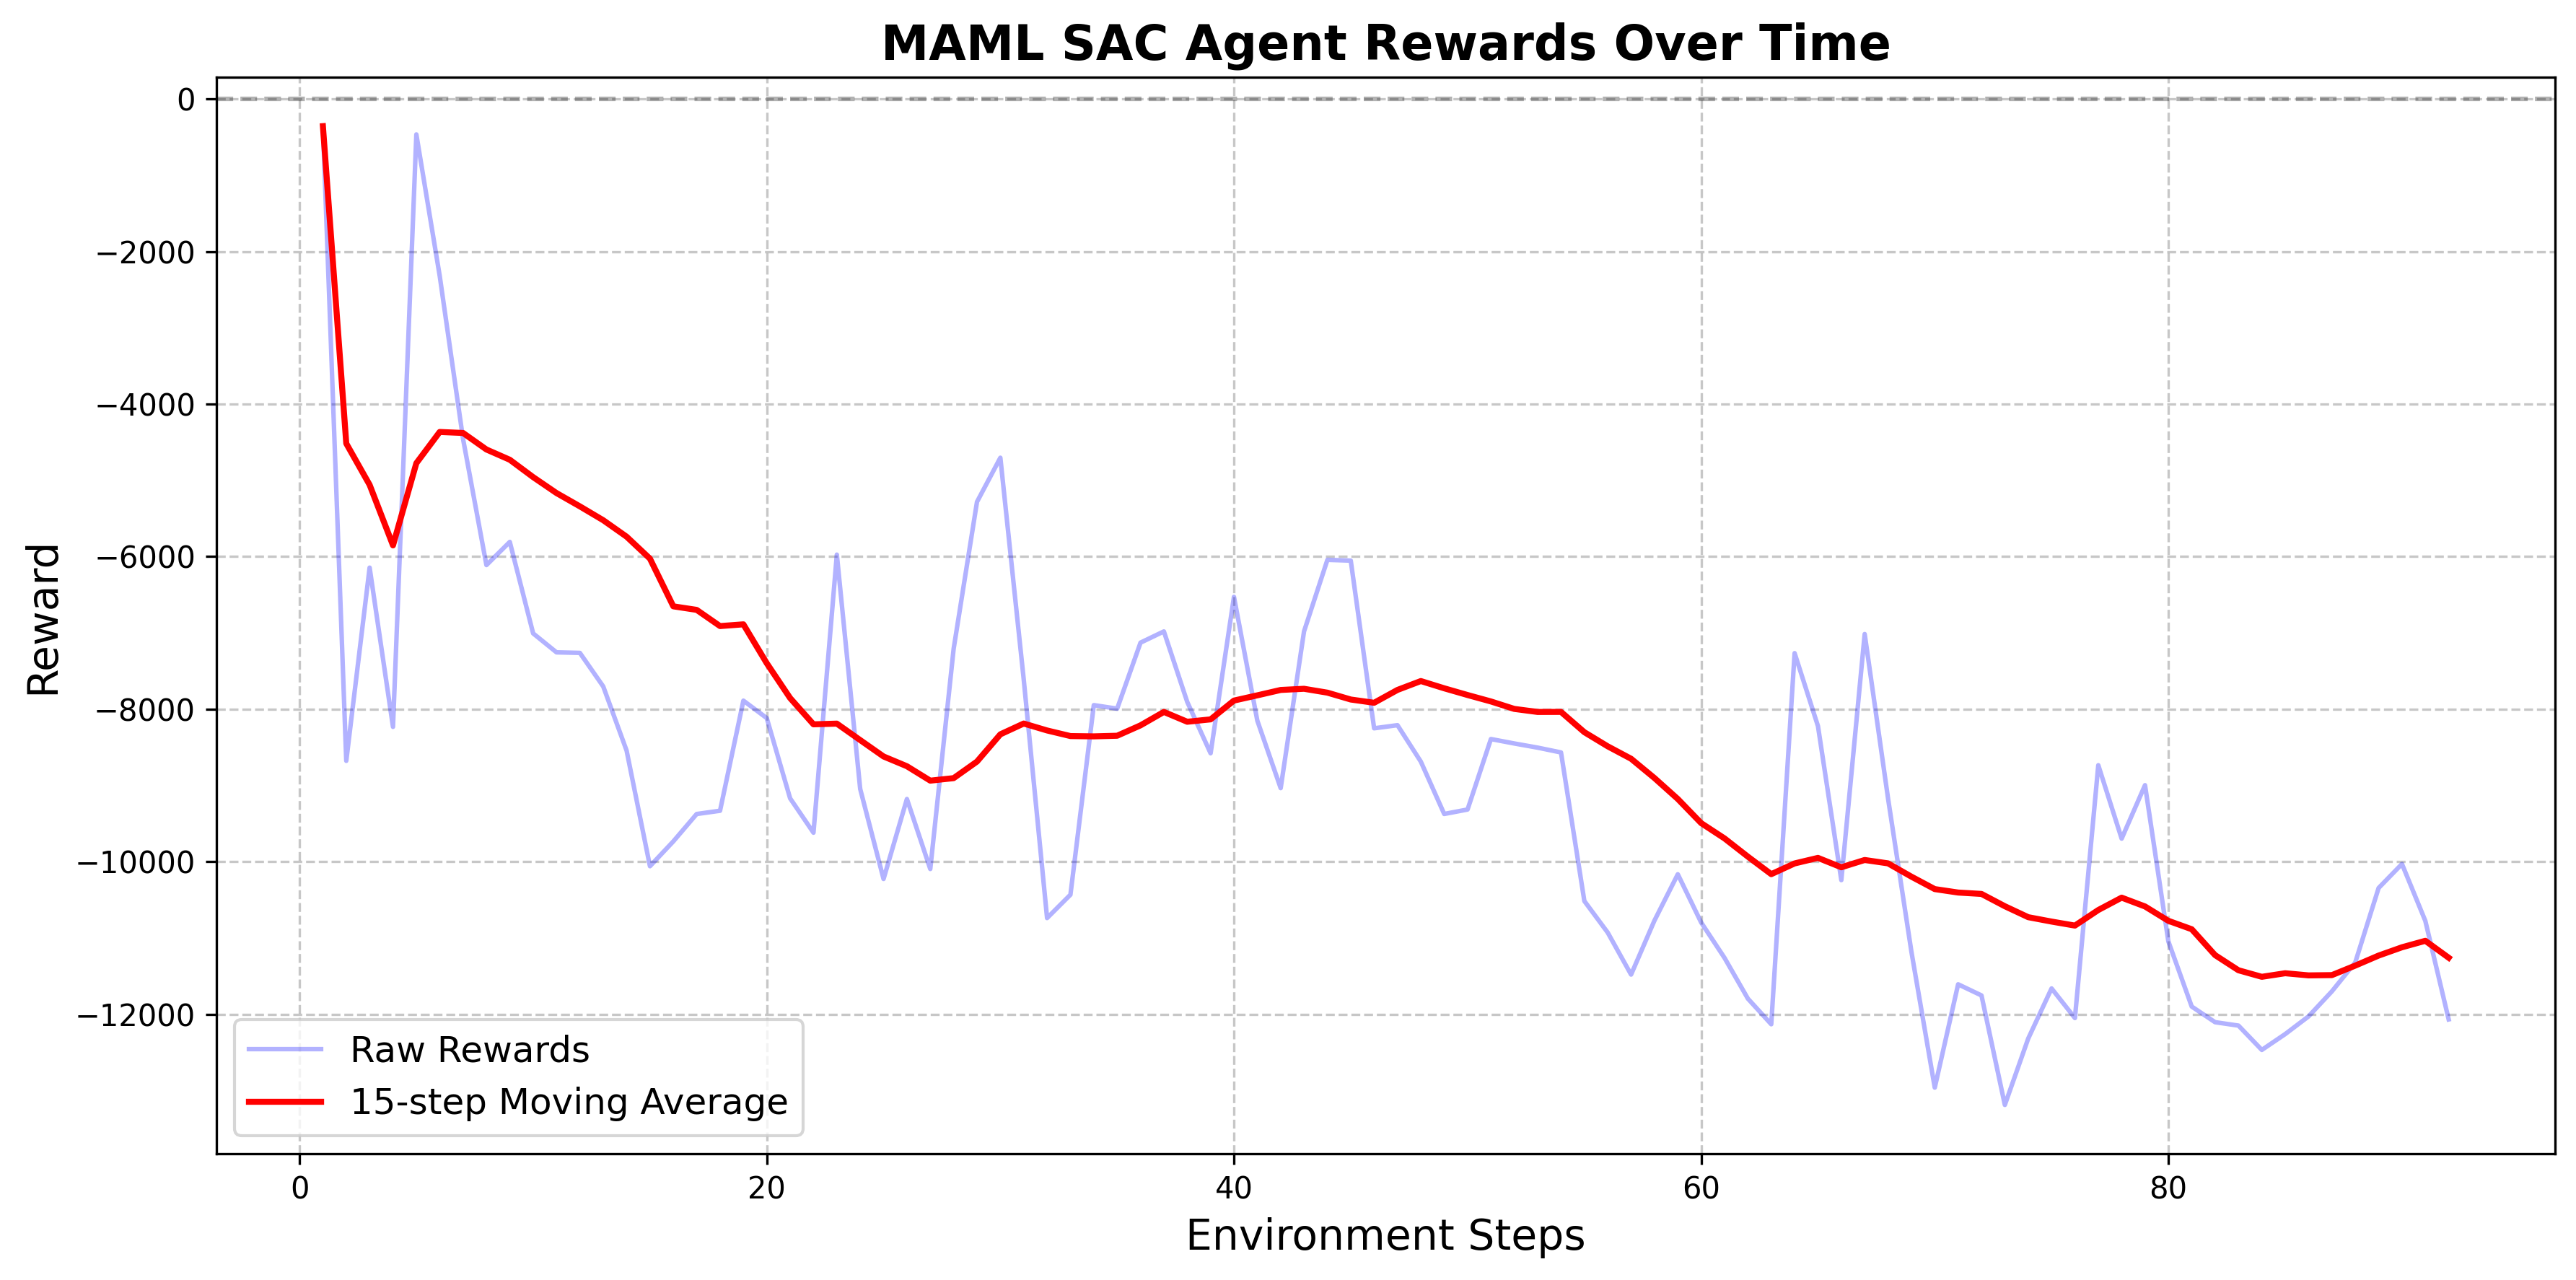 MAML SAC Agent Rewards Over Time
0
−2000
−4000
−6000
−8000
−10000
−12000
Reward
Raw Rewards
15-step Moving Average
0 20 40 60 80
Environment Steps